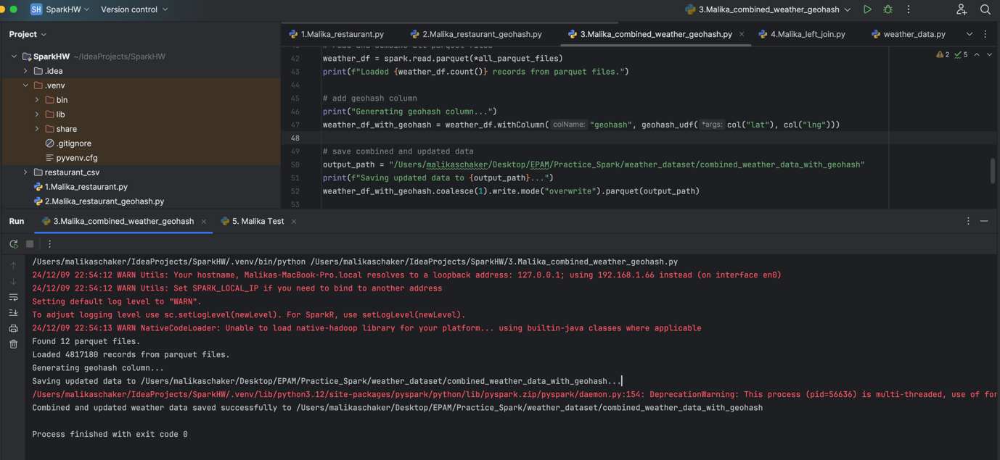 SH SparkHW Version control 3.Malika_combined_weather_geohash
Project
1.Malika_restaurant.py 2.Malika_restaurant_geohash.py 3.Malika_combined_weather_geohash.py 4.Malika_left_join.py weather_data.py
SparkHW ~/IdeaProjects/SparkHW
.idea
.venv
bin
lib
share
.gitignore
pyvenv.cfg
restaurant_csv
1.Malika_restaurant.py
2.Malika_restaurant_geohash.py
2 5
42 weather_df = spark.read.parquet(*all_parquet_files)
43 print(f"Loaded {weather_df.count()} records from parquet files.")
44
45 # add geohash column
46 print("Generating geohash column...")
47 weather_df_with_geohash = weather_df.withColumn( colName: "geohash", geohash_udf( *args: col("lat"), col("lng")))
48
49 # save combined and updated data
50 output_path = "/Users/malikaschaker/Desktop/EPAM/Practice_Spark/weather_dataset/combined_weather_data_with_geohash"
51 print(f"Saving updated data to {output_path}...")
52 weather_df_with_geohash.coalesce(1).write.mode("overwrite").parquet(output_path)
53
Run 3.Malika_combined_weather_geohash 5. Malika Test
/Users/malikaschaker/IdeaProjects/SparkHW/.venv/bin/python /Users/malikaschaker/IdeaProjects/SparkHW/3.Malika_combined_weather_geohash.py
24/12/09 22:54:12 WARN Utils: Your hostname, Malikas-MacBook-Pro.local resolves to a loopback address: 127.0.0.1; using 192.168.1.66 instead (on interface en0)
24/12/09 22:54:12 WARN Utils: Set SPARK_LOCAL_IP if you need to bind to another address
Setting default log level to "WARN".
To adjust logging level use sc.setLogLevel(newLevel). For SparkR, use setLogLevel(newLevel).
24/12/09 22:54:13 WARN NativeCodeLoader: Unable to load native-hadoop library for your platform... using builtin-java classes where applicable
Found 12 parquet files.
Loaded 4817180 records from parquet files.
Generating geohash column...
Saving updated data to /Users/malikaschaker/Desktop/EPAM/Practice_Spark/weather_dataset/combined_weather_data_with_geohash...
/Users/malikaschaker/IdeaProjects/SparkHW/.venv/lib/python3.12/site-packages/pyspark/python/lib/pyspark.zip/pyspark/daemon.py:154: DeprecationWarning: This process (pid=56636) is multi-threaded, use of for
Combined and updated weather data saved successfully to /Users/malikaschaker/Desktop/EPAM/Practice_Spark/weather_dataset/combined_weather_data_with_geohash
Process finished with exit code 0